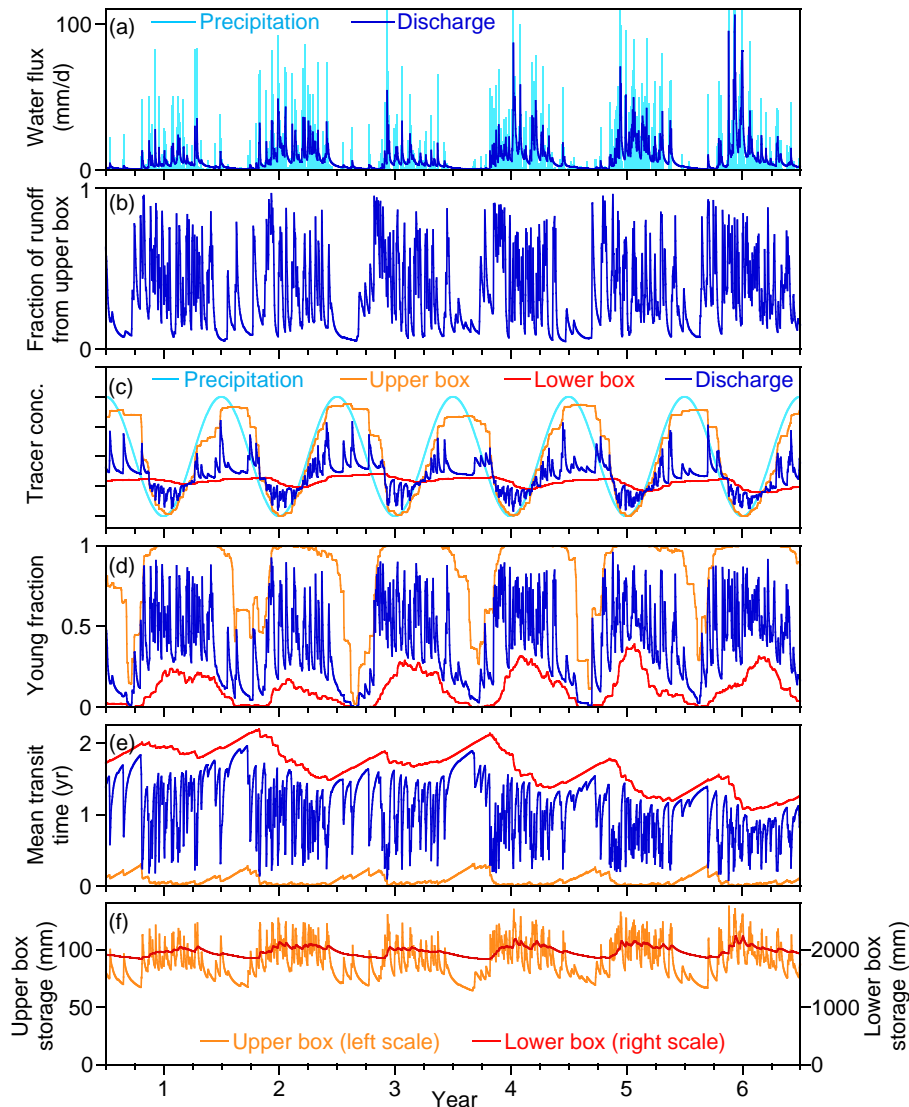 (a)
Precipitation
Discharge
100
0
Water flux
(mm/d)
(b)
1
0
Fraction of runoff
from upper box
(c)
Precipitation
Upper box
Lower box
Discharge
Tracer conc.
(d)
1
0.5
0
Young fraction
(e)
2
1
0
Mean transit
time (yr)
(f)
100
50
0
Upper box
storage (mm)
2000
1000
0
Lower box
storage (mm)
Upper box (left scale)
Lower box (right scale)
1 2 3 4 5 6
Year